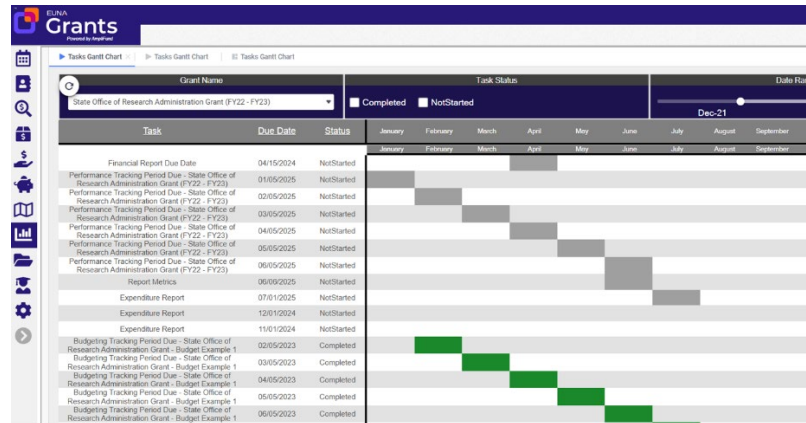 EUNA
Grants
Powered by AmpliFund
Tasks Gantt Chart
Tasks Gantt Chart
Tasks Gantt Chart
Grant Name
Task Status
Date Ra
State Office of Research Administration Grant (FY22 - FY23)
Completed NotStarted
Dec-21
Task Due Date Status January February March April May June July August September
January February March April May June July August September
Financial Report Due Date 04/15/2024 NotStarted
Performance Tracking Period Due - State Office of
Research Administration Grant (FY22 - FY23) 01/05/2025 NotStarted
Performance Tracking Period Due - State Office of
Research Administration Grant (FY22 - FY23) 02/05/2025 NotStarted
Performance Tracking Period Due - State Office of
Research Administration Grant (FY22 - FY23) 03/05/2025 NotStarted
Performance Tracking Period Due - State Office of
Research Administration Grant (FY22 - FY23) 04/05/2025 NotStarted
Performance Tracking Period Due - State Office of
Research Administration Grant (FY22 - FY23) 05/05/2025 NotStarted
Performance Tracking Period Due - State Office of
Research Administration Grant (FY22 - FY23) 06/05/2025 NotStarted
Report Metrics NotStarted
Expenditure Report 07/01/2025 NotStarted
Expenditure Report 12/01/2024 NotStarted
Expenditure Report 11/01/2024 NotStarted
Budgeting Tracking Period Due - State Office of
Research Administration Grant - Budget Example 1 02/05/2023 Completed
Budgeting Tracking Period Due - State Office of
Research Administration Grant - Budget Example 1 03/05/2023 Completed
Budgeting Tracking Period Due - State Office of
Research Administration Grant - Budget Example 1 04/05/2023 Completed
Budgeting Tracking Period Due - State Office of
Research Administration Grant - Budget Example 1 05/05/2023 Completed
Budgeting Tracking Period Due - State Office of
Research Administration Grant - Budget Example 1 06/05/2023 Completed